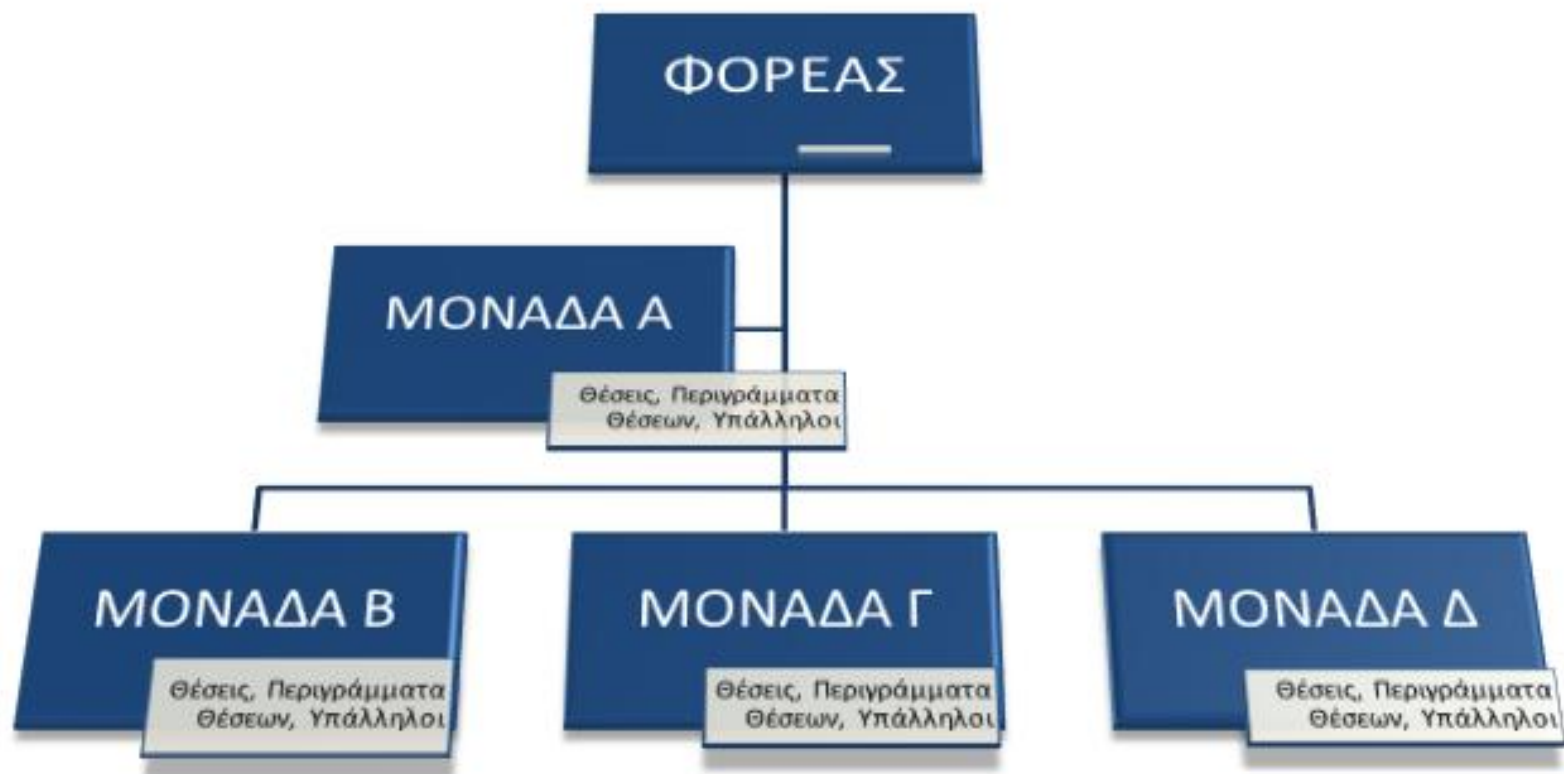 ΦΟΡΕΑΣ
ΜΟΝΑΔΑ Α
Θέσεις, Περιγράμματα
Θέσεων, Υπάλληλοι
ΜΟΝΑΔΑ Β
Θέσεις, Περιγράμματα
Θέσεων, Υπάλληλοι
ΜΟΝΑΔΑ Γ
Θέσεις, Περιγράμματα
Θέσεων, Υπάλληλοι
ΜΟΝΑΔΑ Δ
Θέσεις, Περιγράμματα
Θέσεων, Υπάλληλοι